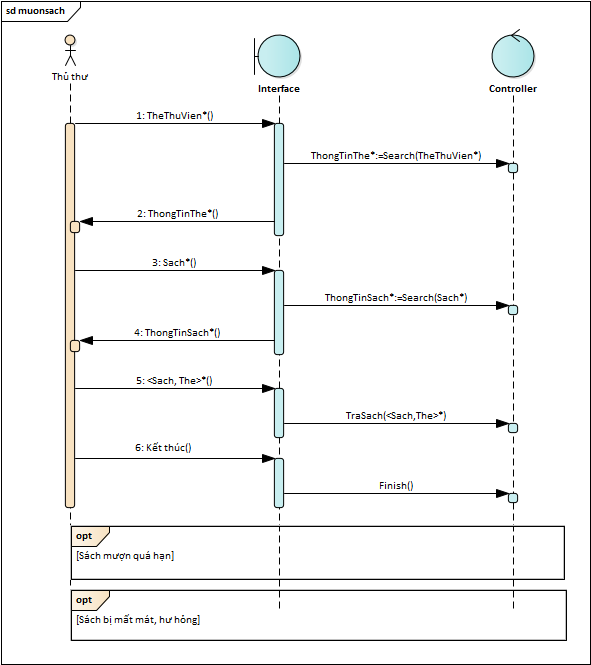 sd muonsach
Thủ thư
Interface
Controller
1: TheThuVien*()
ThongTinThe*:=Search(TheThuVien*)
2: ThongTinThe*()
3: Sach*()
ThongTinSach*:=Search(Sach*)
4: ThongTinSach*()
5: <Sach, The>*()
TraSach(<Sach,The>*)
6: Kết thúc()
Finish()
opt
[Sách mượn quá hạn]
opt
[Sách bị mất mát, hư hỏng]